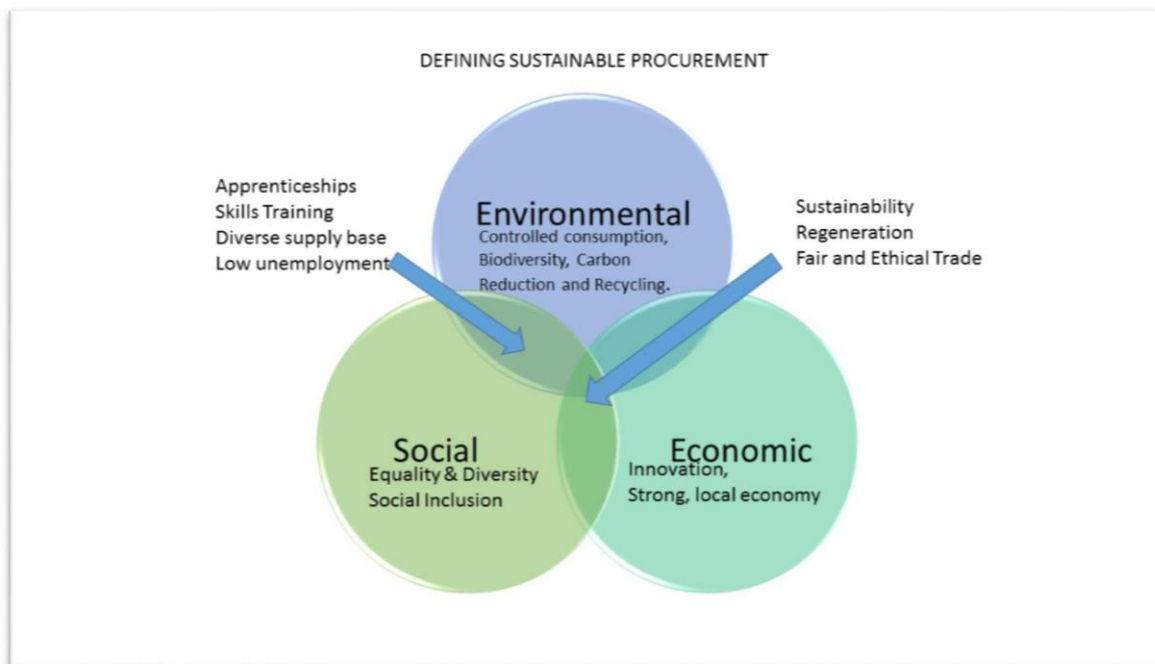 DEFINING SUSTAINABLE PROCUREMENT
Apprenticeships
Skills Training
Diverse supply base
Low unemployment
Environmental
Controlled consumption,
Biodiversity, Carbon
Reduction and Recycling.
Sustainability
Regeneration
Fair and Ethical Trade
Social
Equality & Diversity
Social Inclusion
Economic
Innovation,
Strong, local economy